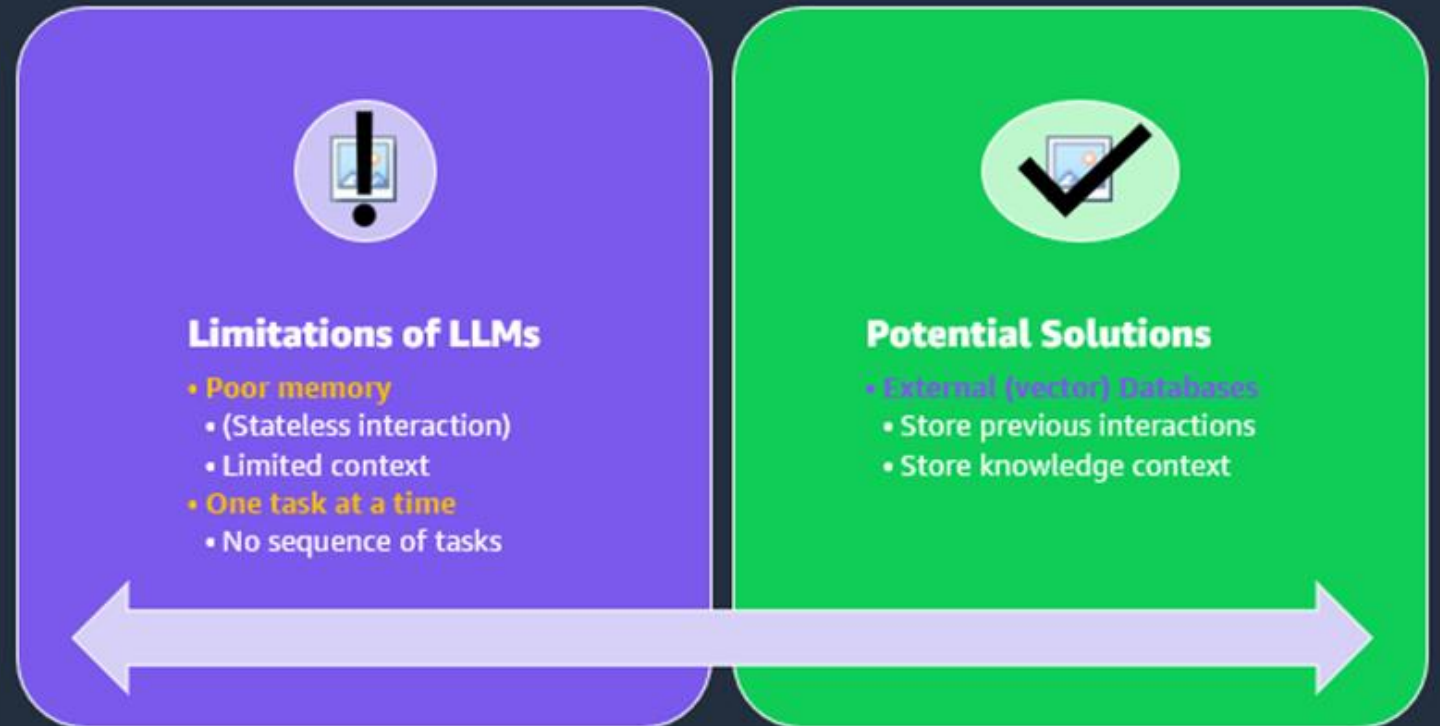 Limitations of LLMs
• Poor memory
• (Stateless interaction)
• Limited context
• One task at a time
• No sequence of tasks
Potential Solutions
• External (vector) Databases
• Store previous interactions
• Store knowledge context